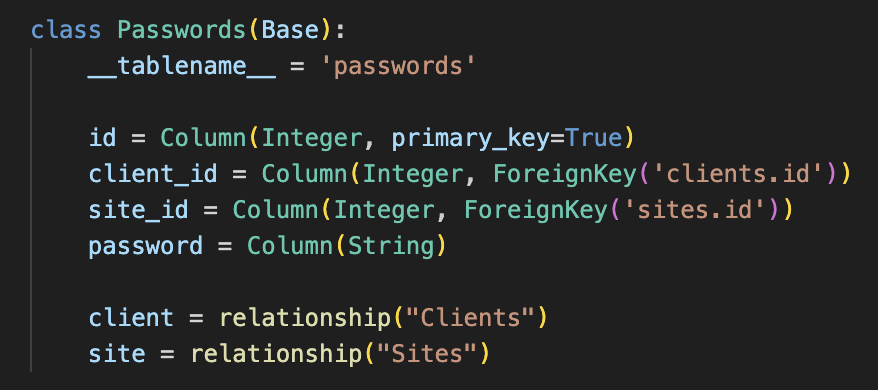 class Passwords(Base):
    __tablename__ = 'passwords'
    id = Column(Integer, primary_key=True)
    client_id = Column(Integer, ForeignKey('clients.id'))
    site_id = Column(Integer, ForeignKey('sites.id'))
    password = Column(String)
    client = relationship("Clients")
    site = relationship("Sites")